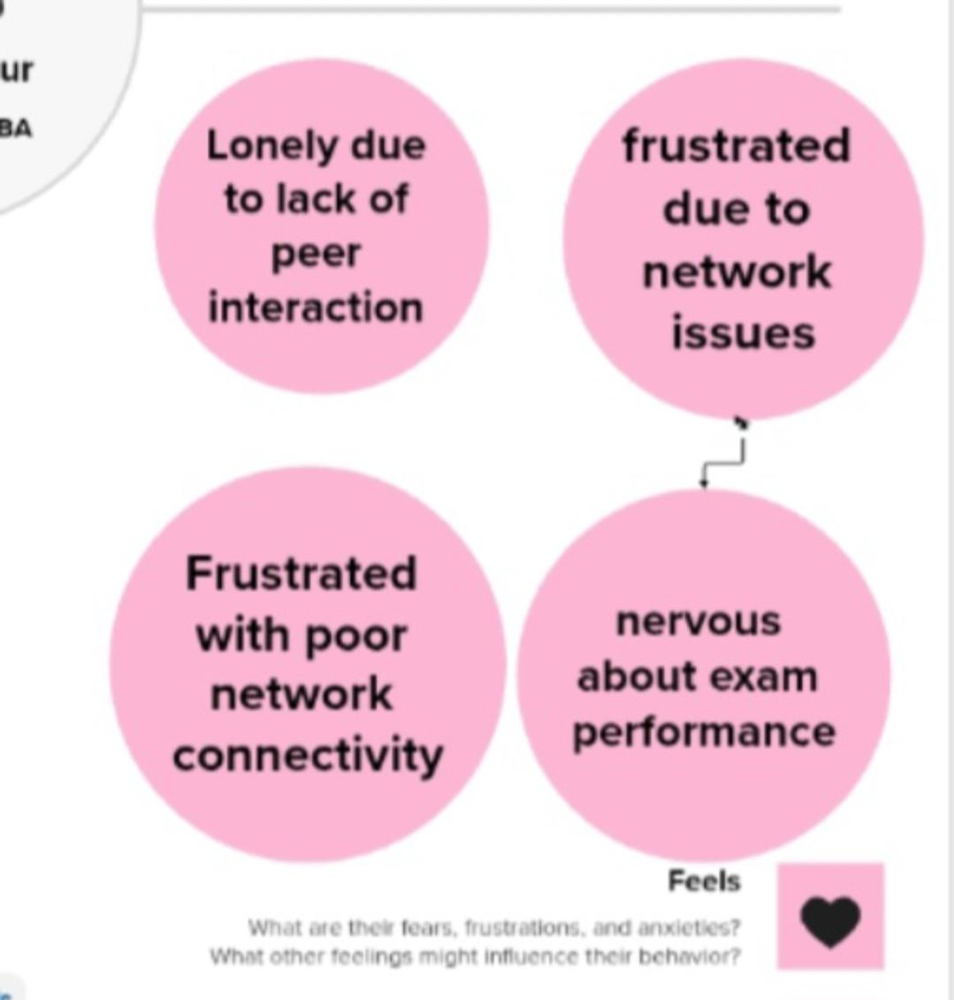 ur
BA
Lonely due
to lack of
peer
interaction
frustrated
due to
network
issues
Frustrated
with poor
network
connectivity
nervous
about exam
performance
Feels
What are their fears, frustrations, and anxieties?
What other feelings might influence their behavior?